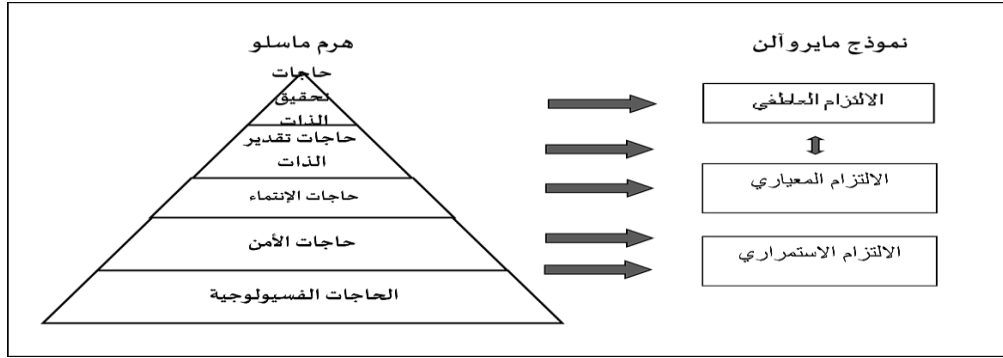 نموذج مايروآلن
هرم ماسلو
حاجات
تحقيق
الذات
حاجات تقدير
الذات
حاجات الإنتماء
حاجات الأمن
الحاجات الفسيولوجية
الالتزام العاطفي
الالتزام المعياري
الالتزام الاستمراري